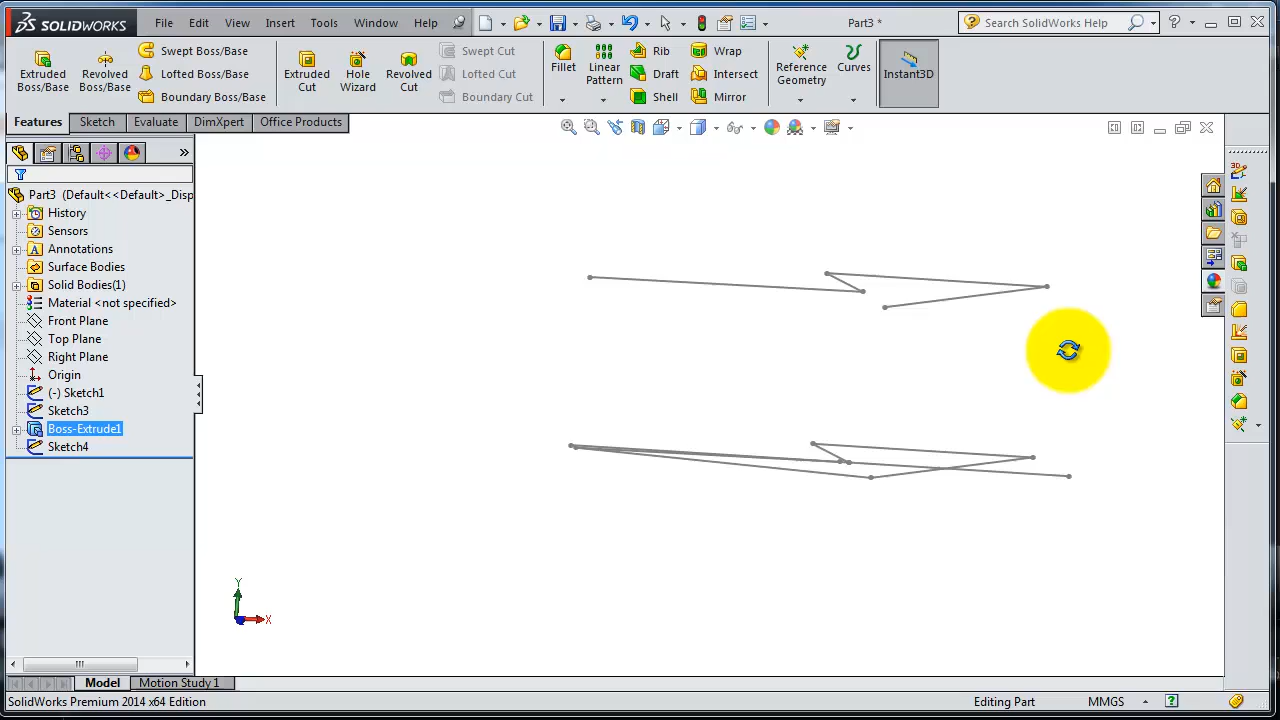 SOLIDWORKS File Edit View Insert Tools Window Help Part3 * Search SolidWorks Help
Extruded Boss/Base
Revolved Boss/Base
Swept Boss/Base
Lofted Boss/Base
Boundary Boss/Base
Extruded Cut
Hole Wizard
Revolved Cut
Swept Cut
Lofted Cut
Boundary Cut
Fillet
Linear Pattern
Rib
Draft
Shell
Wrap
Intersect
Mirror
Reference Geometry
Curves
Instant3D
Features Sketch Evaluate DimXpert Office Products
Part3 (Default<<Default>_Disp
History
Sensors
Annotations
Surface Bodies
Solid Bodies(1)
Material <not specified>
Front Plane
Top Plane
Right Plane
Origin
(-) Sketch1
Sketch3
Boss-Extrude1
Sketch4
Y
X
Model Motion Study 1
SolidWorks Premium 2014 x64 Edition Editing Part MMGS